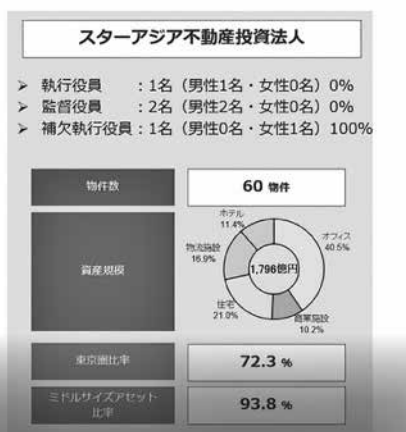 スターアジア不動産投資法人
➢ 執行役員 :1名(男性1名・女性0名)0%
➢ 監督役員 :2名(男性2名・女性0名)0%
➢ 補欠執行役員:1名(男性0名・女性1名)100%
物件数
60 物件
資産規模
ホテル
11.4%
オフィス
40.5%
物流施設
16.9%
1,796億円
住宅
21.0%
商業施設
10.2%
東京圏比率
72.3 %
ミドルサイズアセット
比率
93.8 %